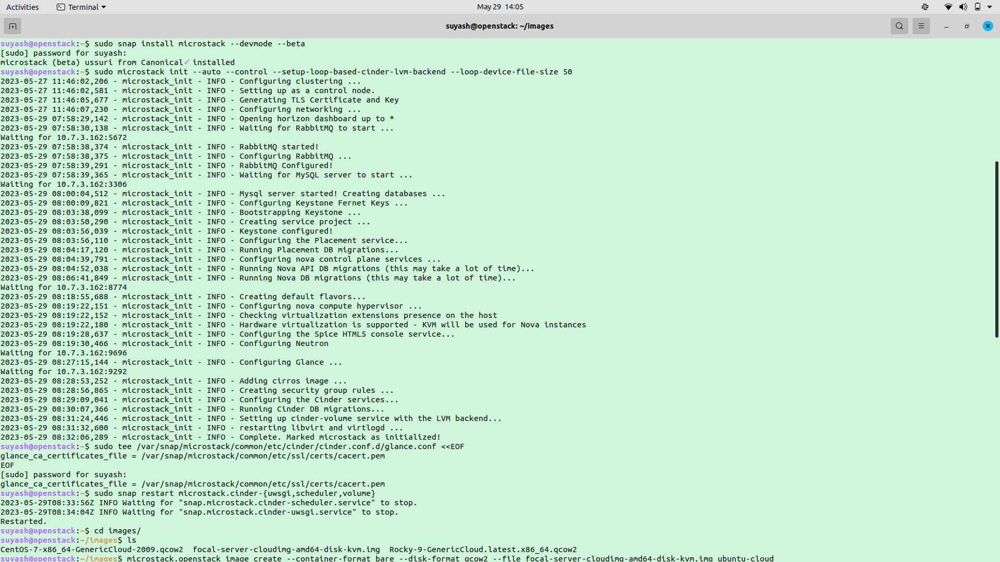 Activities
Terminal
May 29 14:05
suyash@openstack: ~/images
suyash@openstack:~$ sudo snap install microstack --devmode --beta
[sudo] password for suyash:
microstack (beta) ussuri from Canonical✓ installed
suyash@openstack:~$ sudo microstack init --auto --control --setup-loop-based-cinder-lvm-backend --loop-device-file-size 50
2023-05-27 11:46:02,206 - microstack_init - INFO - Configuring clustering ...
2023-05-27 11:46:02,581 - microstack_init - INFO - Setting up as a control node.
2023-05-27 11:46:05,677 - microstack_init - INFO - Generating TLS Certificate and Key
2023-05-27 11:46:07,230 - microstack_init - INFO - Configuring networking ...
2023-05-29 07:58:29,142 - microstack_init - INFO - Opening horizon dashboard up to *
2023-05-29 07:58:30,138 - microstack_init - INFO - Waiting for RabbitMQ to start ...
Waiting for 10.7.3.162:5672
2023-05-29 07:58:38,374 - microstack_init - INFO - RabbitMQ started!
2023-05-29 07:58:38,375 - microstack_init - INFO - Configuring RabbitMQ ...
2023-05-29 07:58:39,291 - microstack_init - INFO - RabbitMQ Configured!
2023-05-29 07:58:39,365 - microstack_init - INFO - Waiting for MySQL server to start ...
Waiting for 10.7.3.162:3306
2023-05-29 08:00:04,512 - microstack_init - INFO - Mysql server started! Creating databases ...
2023-05-29 08:00:09,821 - microstack_init - INFO - Configuring Keystone Fernet Keys ...
2023-05-29 08:03:38,099 - microstack_init - INFO - Bootstrapping Keystone ...
2023-05-29 08:03:50,290 - microstack_init - INFO - Creating service project ...
2023-05-29 08:03:56,039 - microstack_init - INFO - Keystone configured!
2023-05-29 08:03:56,110 - microstack_init - INFO - Configuring the Placement service...
2023-05-29 08:04:17,120 - microstack_init - INFO - Running Placement DB migrations...
2023-05-29 08:04:39,791 - microstack_init - INFO - Configuring nova control plane services ...
2023-05-29 08:04:52,038 - microstack_init - INFO - Running Nova API DB migrations (this may take a lot of time)...
2023-05-29 08:06:41,849 - microstack_init - INFO - Running Nova DB migrations (this may take a lot of time)...
Waiting for 10.7.3.162:8774
2023-05-29 08:18:55,688 - microstack_init - INFO - Creating default flavors...
2023-05-29 08:19:22,151 - microstack_init - INFO - Configuring nova compute hypervisor ...
2023-05-29 08:19:22,152 - microstack_init - INFO - Checking virtualization extensions presence on the host
2023-05-29 08:19:22,180 - microstack_init - INFO - Hardware virtualization is supported - KVM will be used for Nova instances
2023-05-29 08:19:28,637 - microstack_init - INFO - Configuring the Spice HTML5 console service...
2023-05-29 08:19:30,466 - microstack_init - INFO - Configuring Neutron
Waiting for 10.7.3.162:9696
2023-05-29 08:27:15,144 - microstack_init - INFO - Configuring Glance ...
Waiting for 10.7.3.162:9292
2023-05-29 08:28:53,252 - microstack_init - INFO - Adding cirros image ...
2023-05-29 08:28:56,865 - microstack_init - INFO - Creating security group rules ...
2023-05-29 08:29:09,041 - microstack_init - INFO - Configuring the Cinder services...
2023-05-29 08:30:07,366 - microstack_init - INFO - Running Cinder DB migrations...
2023-05-29 08:31:24,446 - microstack_init - INFO - Setting up cinder-volume service with the LVM backend...
2023-05-29 08:31:32,600 - microstack_init - INFO - restarting libvirt and virtlogd ...
2023-05-29 08:32:06,289 - microstack_init - INFO - Complete. Marked microstack as initialized!
suyash@openstack:~$ sudo tee /var/snap/microstack/common/etc/cinder/cinder.conf.d/glance.conf <<EOF
glance_ca_certificates_file = /var/snap/microstack/common/etc/ssl/certs/cacert.pem
EOF
[sudo] password for suyash:
glance_ca_certificates_file = /var/snap/microstack/common/etc/ssl/certs/cacert.pem
suyash@openstack:~$ sudo snap restart microstack.cinder-{uwsgi,scheduler,volume}
2023-05-29T08:33:56Z INFO Waiting for "snap.microstack.cinder-scheduler.service" to stop.
2023-05-29T08:34:04Z INFO Waiting for "snap.microstack.cinder-uwsgi.service" to stop.
Restarted.
suyash@openstack:~$ cd images/
suyash@openstack:~/images$ ls
CentOS-7-x86_64-GenericCloud-2009.qcow2  focal-server-cloudimg-amd64-disk-kvm.img  Rocky-9-GenericCloud.latest.x86_64.qcow2
suyash@openstack:~/images$ microstack.openstack image create --container-format bare --disk-format qcow2 --file focal-server-cloudimg-amd64-disk-kvm.img ubuntu-cloud